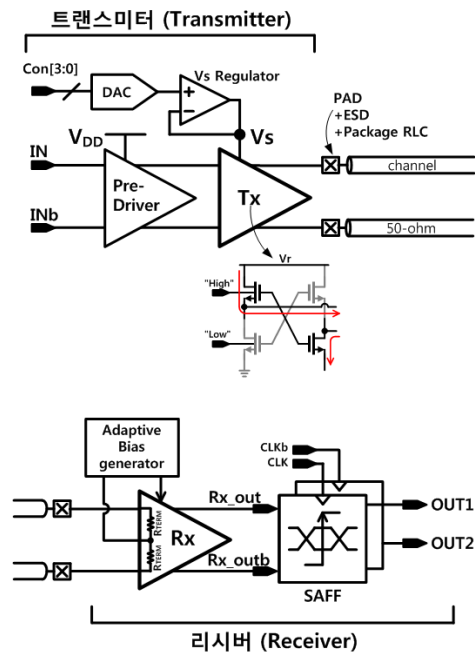 트랜스미터 (Transmitter)
Con[3:0]
DAC
Vs Regulator
+
−
VDD
Vs
IN
INb
Pre-
Driver
Tx
PAD
+ESD
+Package RLC
channel
50-ohm
Vr
"High"
"Low"
Adaptive
Bias
generator
RTERM
RTERM
Rx
Rx_out
Rx_outb
CLKb
CLK
SAFF
OUT1
OUT2
리시버 (Receiver)